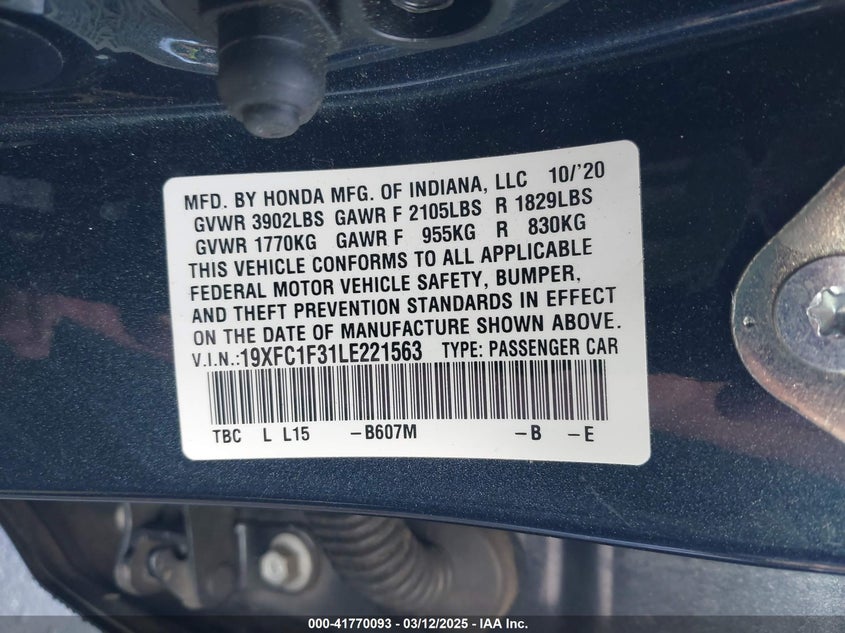 MFD. BY HONDA MFG. OF INDIANA, LLC 10/'20
GVWR 3902LBS GAWR F 2105LBS R 1829LBS
GVWR 1770KG GAWR F 955KG R 830KG
THIS VEHICLE CONFORMS TO ALL APPLICABLE
FEDERAL MOTOR VEHICLE SAFETY, BUMPER,
AND THEFT PREVENTION STANDARDS IN EFFECT
ON THE DATE OF MANUFACTURE SHOWN ABOVE.
V.I.N.:19XFC1F31LE221563 TYPE: PASSENGER CAR
TBC L L15 -B607M -B -E
000-41770093 - 03/12/2025 - IAA Inc.